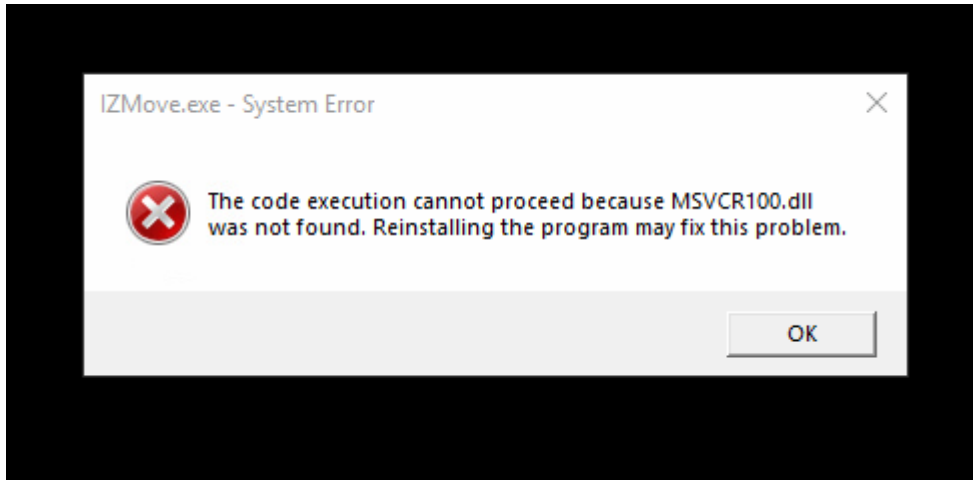 IZMove.exe - System Error
The code execution cannot proceed because MSVCR100.dll
was not found. Reinstalling the program may fix this problem.
OK